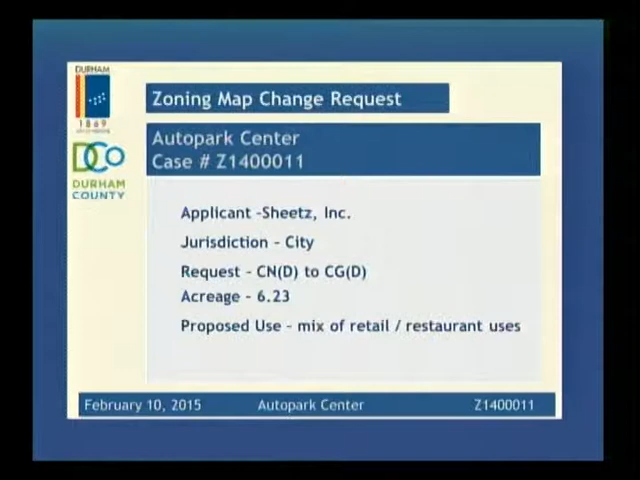 DURHAM
1869
DCO
DURHAM
COUNTY
Zoning Map Change Request
Autopark Center
Case # Z1400011
Applicant -Sheetz, Inc.
Jurisdiction - City
Request - CN(D) to CG(D)
Acreage - 6.23
Proposed Use - mix of retail / restaurant uses
February 10, 2015
Autopark Center
Z1400011